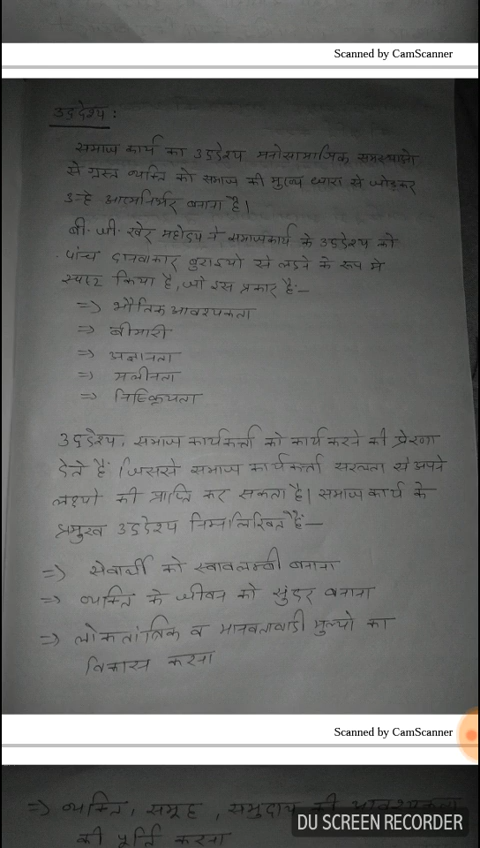 Scanned by CamScanner
उद्देश्य :
समाज कार्य का उद्देश्य मनोसामाजिक समस्याओ
से ग्रस्त व्यक्ति को समाज की मुख्य धारा से जोड़कर
उन्हे आत्मनिर्भर बनाना है।
बी. जी. खेर महोदय ने समाजकार्य के उद्देश्य को
पांच दानवाकार बुराइयो से लडने के रूप मे
स्पष्ट किया है, जो इस प्रकार है:—
=> भौतिक आवश्यकता
=> बीमारी
=> अज्ञानता
=> मलीनता
=> निष्क्रियता
उद्देश्य, समाज कार्यकर्त्ता को कार्य करने की प्रेरणा
देते हैं। जिससे समाज कार्यकर्त्ता सरलता से अपने
लक्ष्यो की प्राप्ति कर सकता है। समाज कार्य के
प्रमुख उद्देश्य निम्नलिखित हैं—
=> सेवार्थी को स्वावलम्बी बनाना
=> व्यक्ति के जीवन को सुंदर बनाना
=> लोकतांत्रिक व मानवतावादी मुल्यो का
विकास करना
Scanned by CamScanner
=> व्यक्ति, समूह, समुदाय की आवश्यकता
की पूर्ति करना
DU SCREEN RECORDER